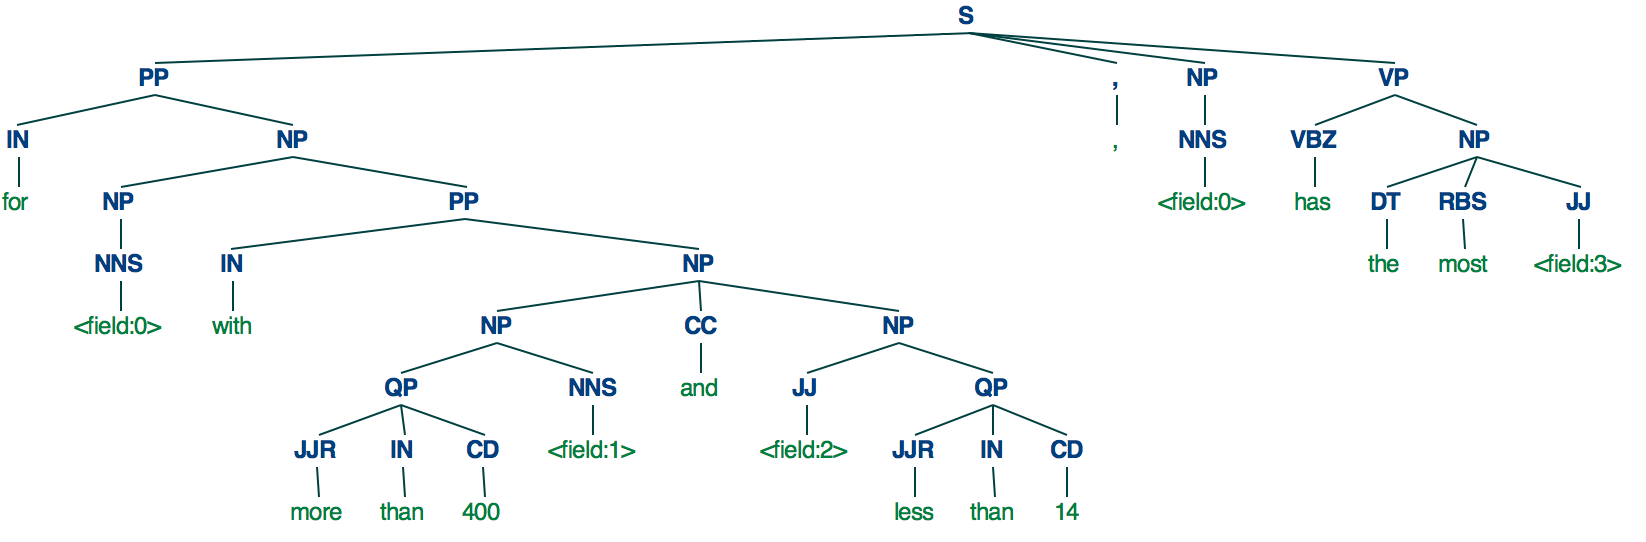 S
PP , NP VP
IN NP , NNS VBZ NP
for NP PP <field:0> has DT RBS JJ
NNS IN NP the most <field:3>
<field:0> with NP CC NP
QP NNS and JJ QP
JJR IN CD <field:1> <field:2> JJR IN CD
more than 400 less than 14